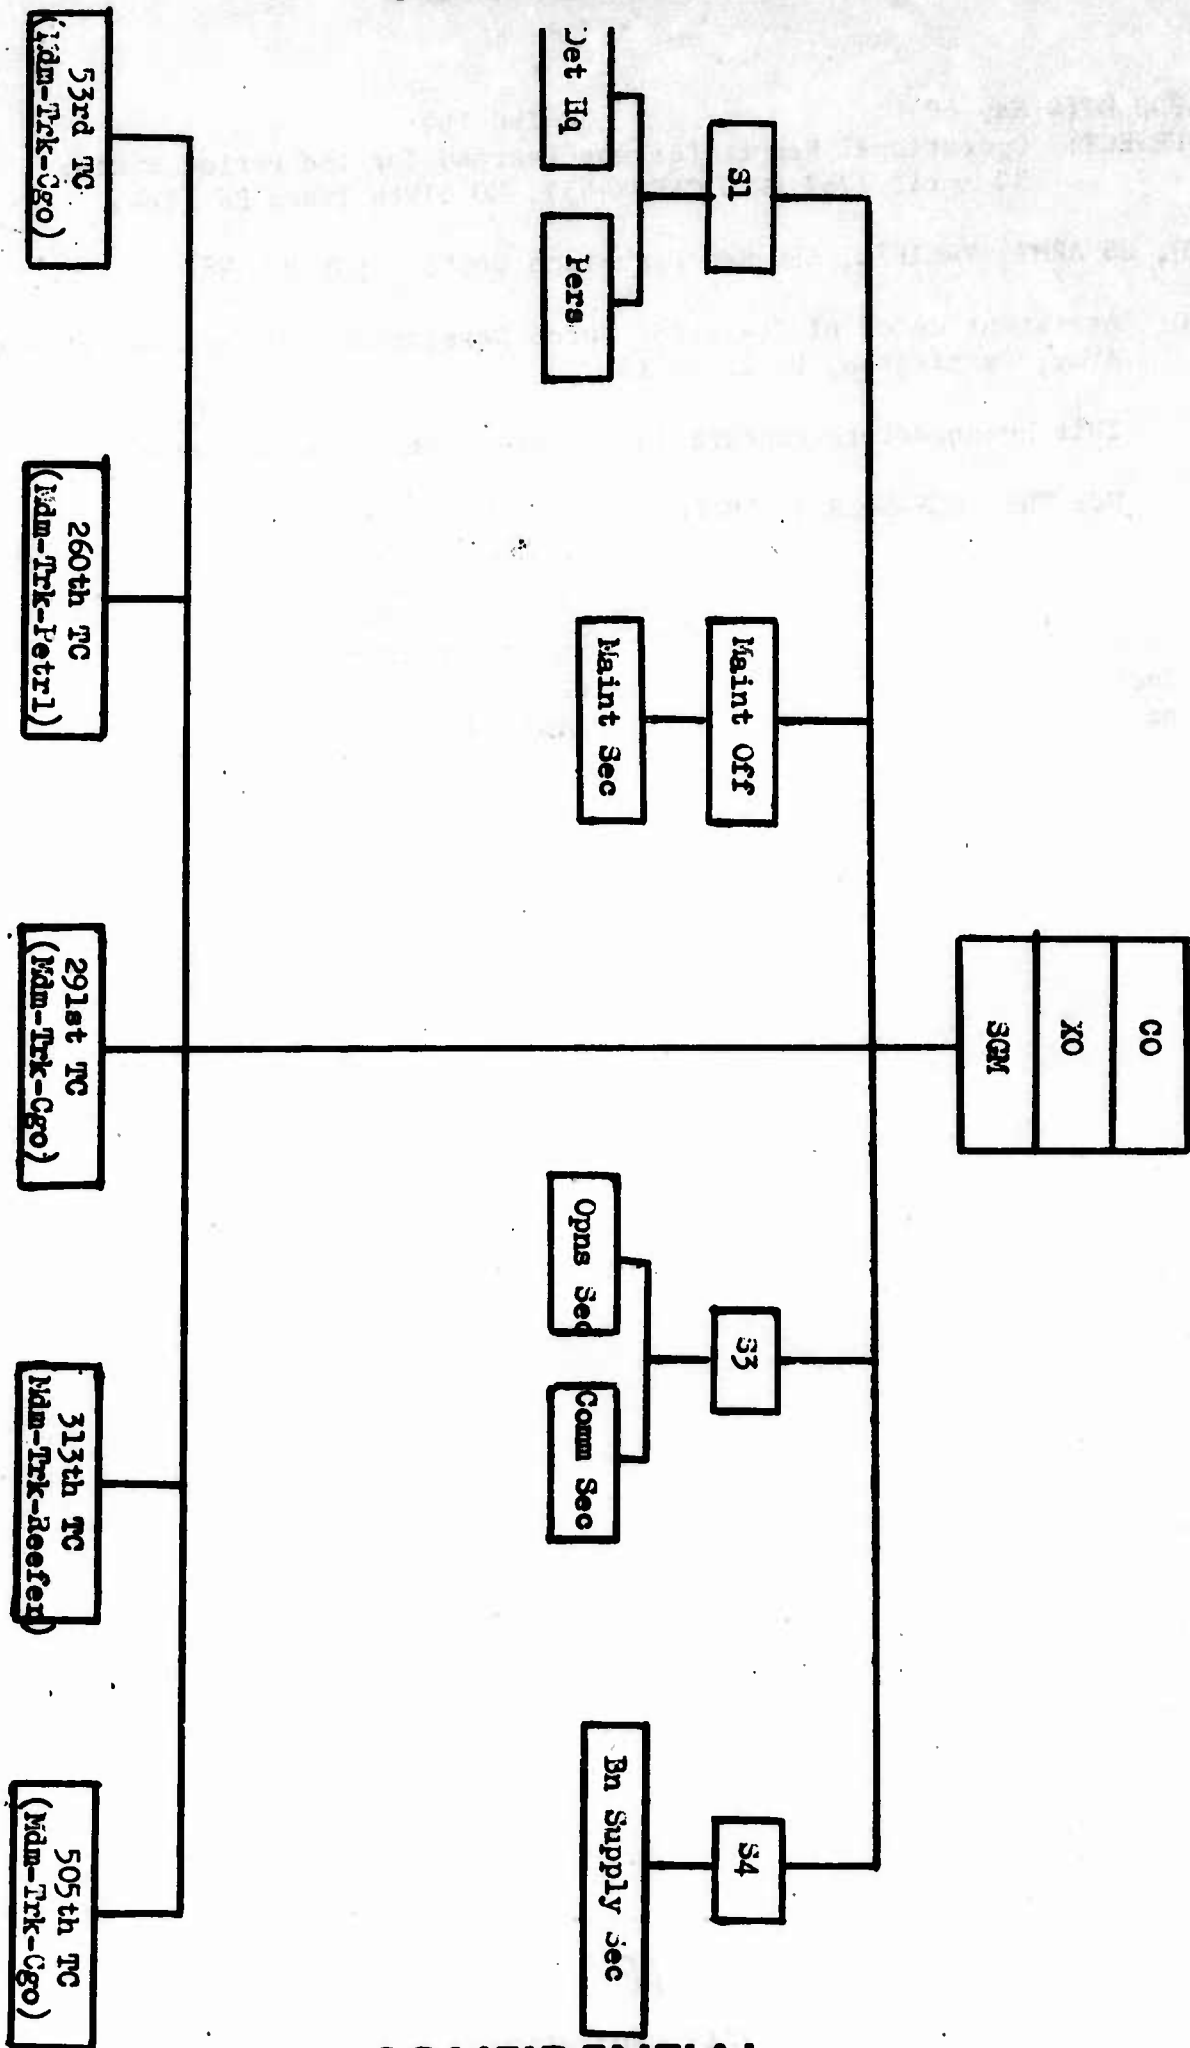 CO
XO
SGM
S1
Maint Off
S3
S4
Det Hq
Pers
Maint Sec
Opns Sec
Comm Sec
Bn Supply Sec
53rd TC
(Mdm-Trk-Cgo)
260th TC
(Mdm-Trk-Petrl)
291st TC
(Mdm-Trk-Cgo)
313th TC
(Mdm-Trk-Reefer)
505th TC
(Mdm-Trk-Cgo)